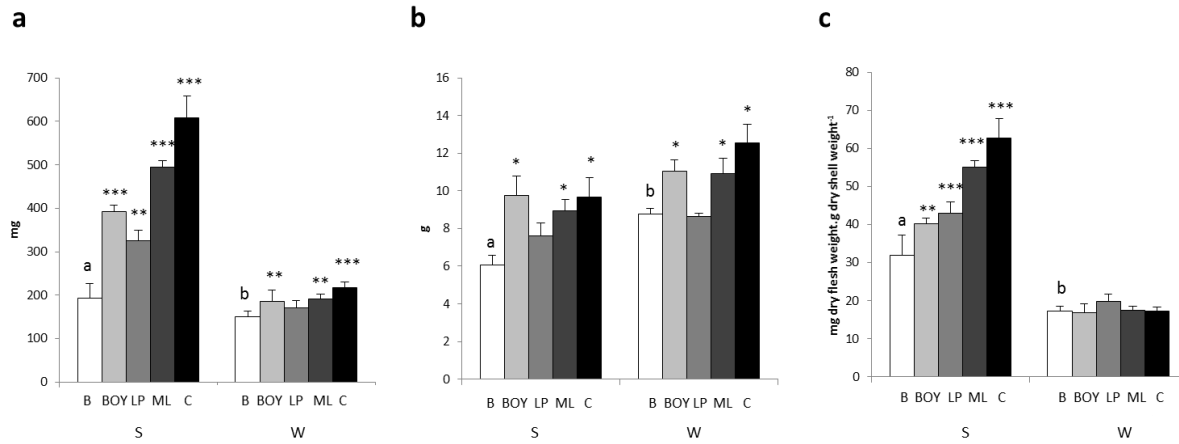 a
mg
700
600
500
400
300
200
100
0
a
***
**
***
***
b
**
**
***
B BOY LP ML C B BOY LP ML C
S W
b
g
16
14
12
10
8
6
4
2
0
a
*
*
*
b
*
*
*
B BOY LP ML C B BOY LP ML C
S W
c
mg dry flesh weight.g dry shell weight⁻¹
80
70
60
50
40
30
20
10
0
a
**
***
***
***
b
B BOY LP ML C B BOY LP ML C
S W